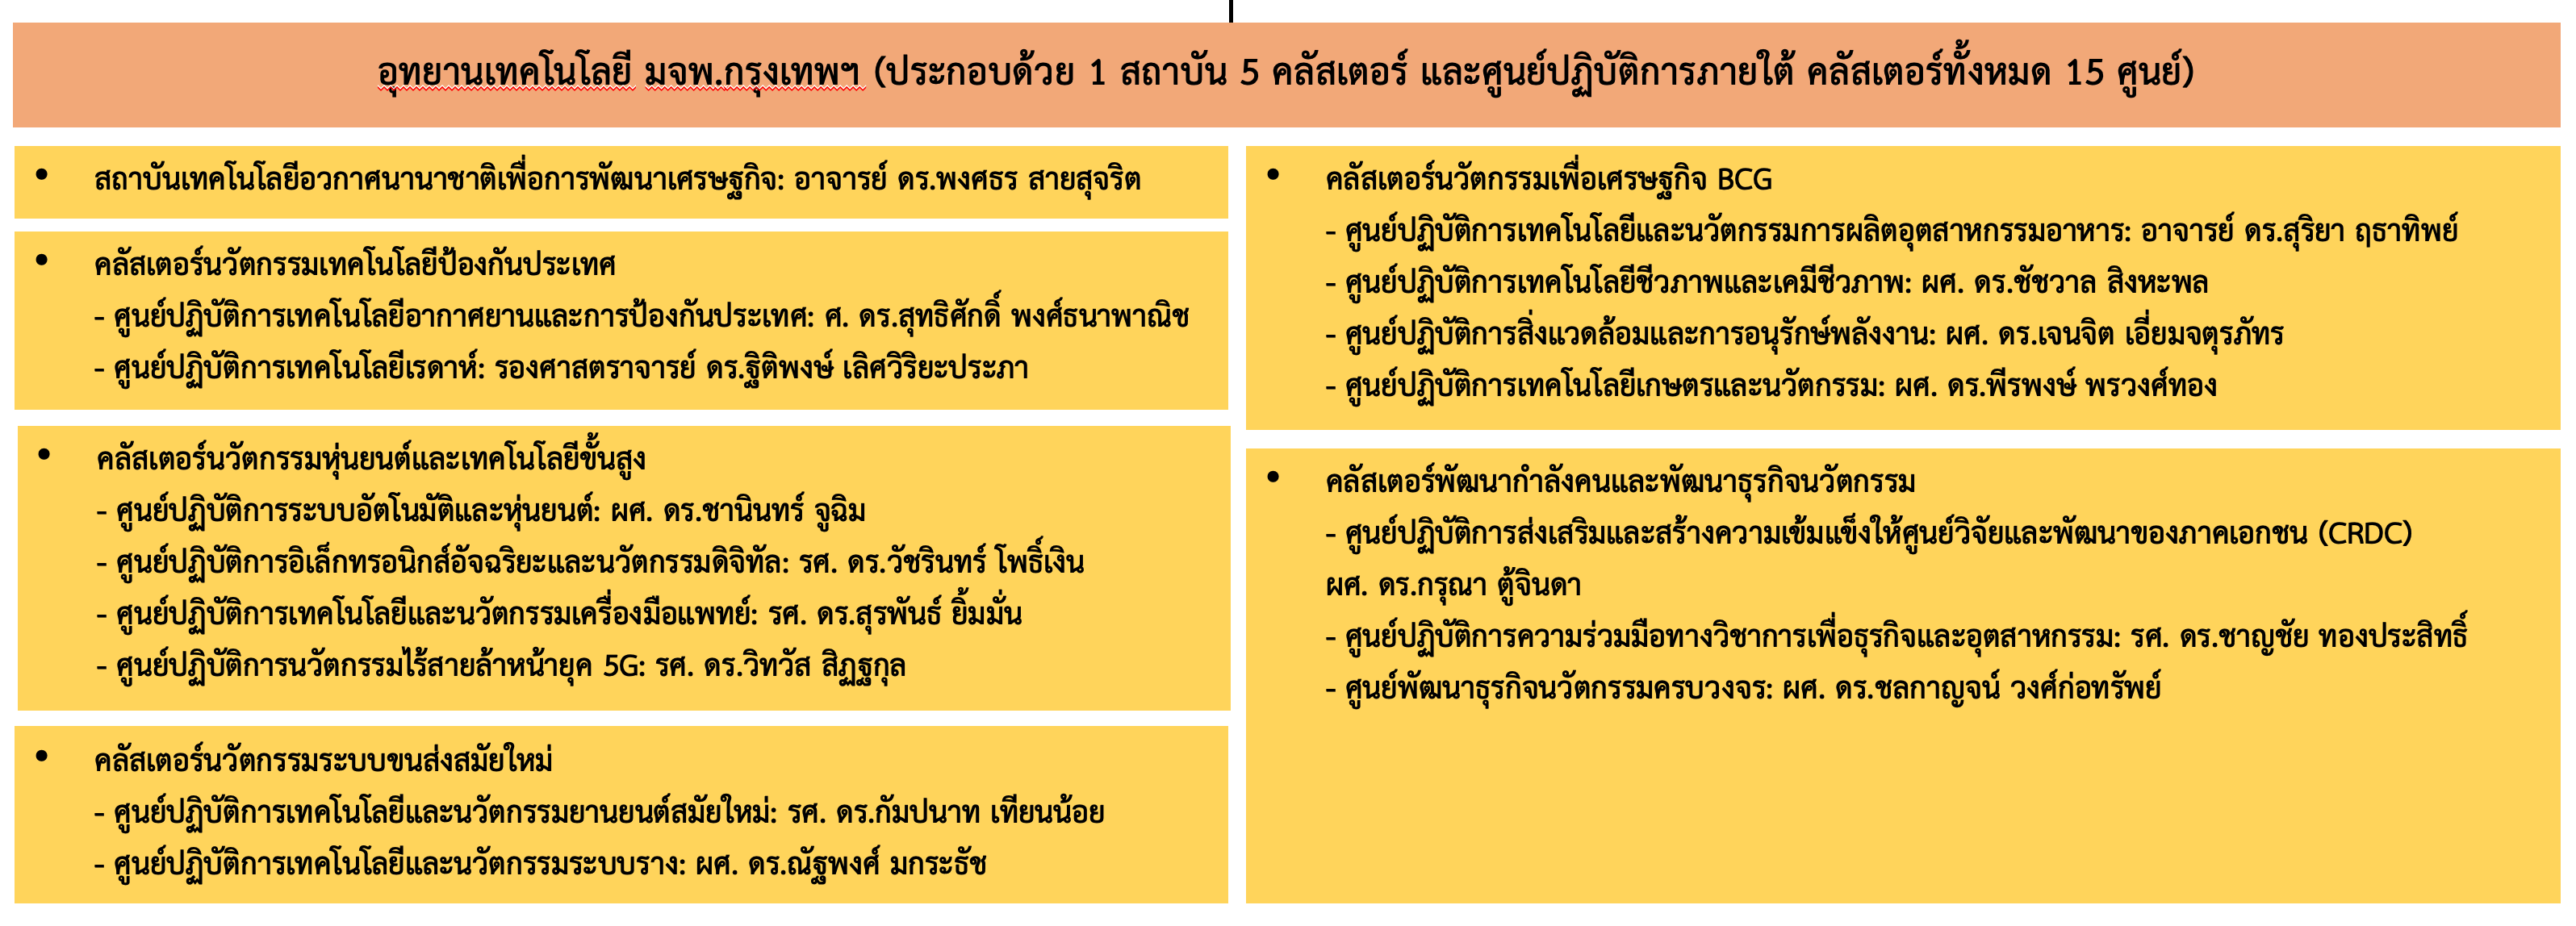 อุทยานเทคโนโลยี มจพ.กรุงเทพฯ (ประกอบด้วย 1 สถาบัน 5 คลัสเตอร์ และศูนย์ปฏิบัติการภายใต้ คลัสเตอร์ทั้งหมด 15 ศูนย์)
• สถาบันเทคโนโลยีอวกาศนานาชาติเพื่อการพัฒนาเศรษฐกิจ: อาจารย์ ดร.พงศธร สายสุจริต
• คลัสเตอร์นวัตกรรมเทคโนโลยีป้องกันประเทศ
- ศูนย์ปฏิบัติการเทคโนโลยีอากาศยานและการป้องกันประเทศ: ศ. ดร.สุทธิศักดิ์ พงศ์ธนาพาณิช
- ศูนย์ปฏิบัติการเทคโนโลยีเรดาห์: รองศาสตราจารย์ ดร.ฐิติพงษ์ เลิศวิริยะประภา
• คลัสเตอร์นวัตกรรมหุ่นยนต์และเทคโนโลยีขั้นสูง
- ศูนย์ปฏิบัติการระบบอัตโนมัติและหุ่นยนต์: ผศ. ดร.ชานินทร์ จูฉิม
- ศูนย์ปฏิบัติการอิเล็กทรอนิกส์อัจฉริยะและนวัตกรรมดิจิทัล: รศ. ดร.วัชรินทร์ โพธิ์เงิน
- ศูนย์ปฏิบัติการเทคโนโลยีและนวัตกรรมเครื่องมือแพทย์: รศ. ดร.สุรพันธ์ ยิ้มมั่น
- ศูนย์ปฏิบัติการนวัตกรรมไร้สายล้าหน้ายุค 5G: รศ. ดร.วิทวัส สิฏฐกุล
• คลัสเตอร์นวัตกรรมระบบขนส่งสมัยใหม่
- ศูนย์ปฏิบัติการเทคโนโลยีและนวัตกรรมยานยนต์สมัยใหม่: รศ. ดร.กัมปนาท เทียนน้อย
- ศูนย์ปฏิบัติการเทคโนโลยีและนวัตกรรมระบบราง: ผศ. ดร.ณัฐพงศ์ มกระธัช
• คลัสเตอร์นวัตกรรมเพื่อเศรษฐกิจ BCG
- ศูนย์ปฏิบัติการเทคโนโลยีและนวัตกรรมการผลิตอุตสาหกรรมอาหาร: อาจารย์ ดร.สุริยา ฤธาทิพย์
- ศูนย์ปฏิบัติการเทคโนโลยีชีวภาพและเคมีชีวภาพ: ผศ. ดร.ชัชวาล สิงหะพล
- ศูนย์ปฏิบัติการสิ่งแวดล้อมและการอนุรักษ์พลังงาน: ผศ. ดร.เจนจิต เอี่ยมจตุรภัทร
- ศูนย์ปฏิบัติการเทคโนโลยีเกษตรและนวัตกรรม: ผศ. ดร.พีรพงษ์ พรวงศ์ทอง
• คลัสเตอร์พัฒนากำลังคนและพัฒนาธุรกิจนวัตกรรม
- ศูนย์ปฏิบัติการส่งเสริมและสร้างความเข้มแข็งให้ศูนย์วิจัยและพัฒนาของภาคเอกชน (CRDC)
ผศ. ดร.กรุณา ตู้จินดา
- ศูนย์ปฏิบัติการความร่วมมือทางวิชาการเพื่อธุรกิจและอุตสาหกรรม: รศ. ดร.ชาญชัย ทองประสิทธิ์
- ศูนย์พัฒนาธุรกิจนวัตกรรมครบวงจร: ผศ. ดร.ชลกาญจน์ วงศ์ก่อทรัพย์